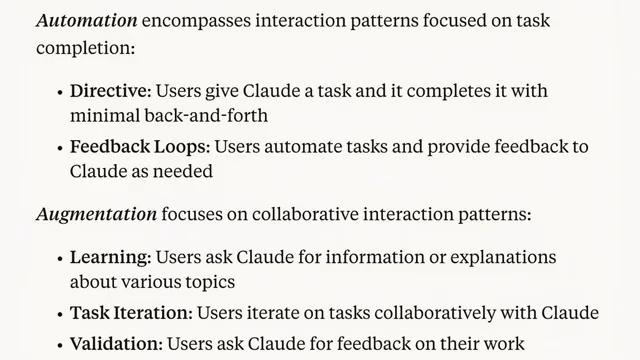 Automation encompasses interaction patterns focused on task
completion:
• Directive: Users give Claude a task and it completes it with
minimal back-and-forth
• Feedback Loops: Users automate tasks and provide feedback to
Claude as needed
Augmentation focuses on collaborative interaction patterns:
• Learning: Users ask Claude for information or explanations
about various topics
• Task Iteration: Users iterate on tasks collaboratively with Claude
• Validation: Users ask Claude for feedback on their work